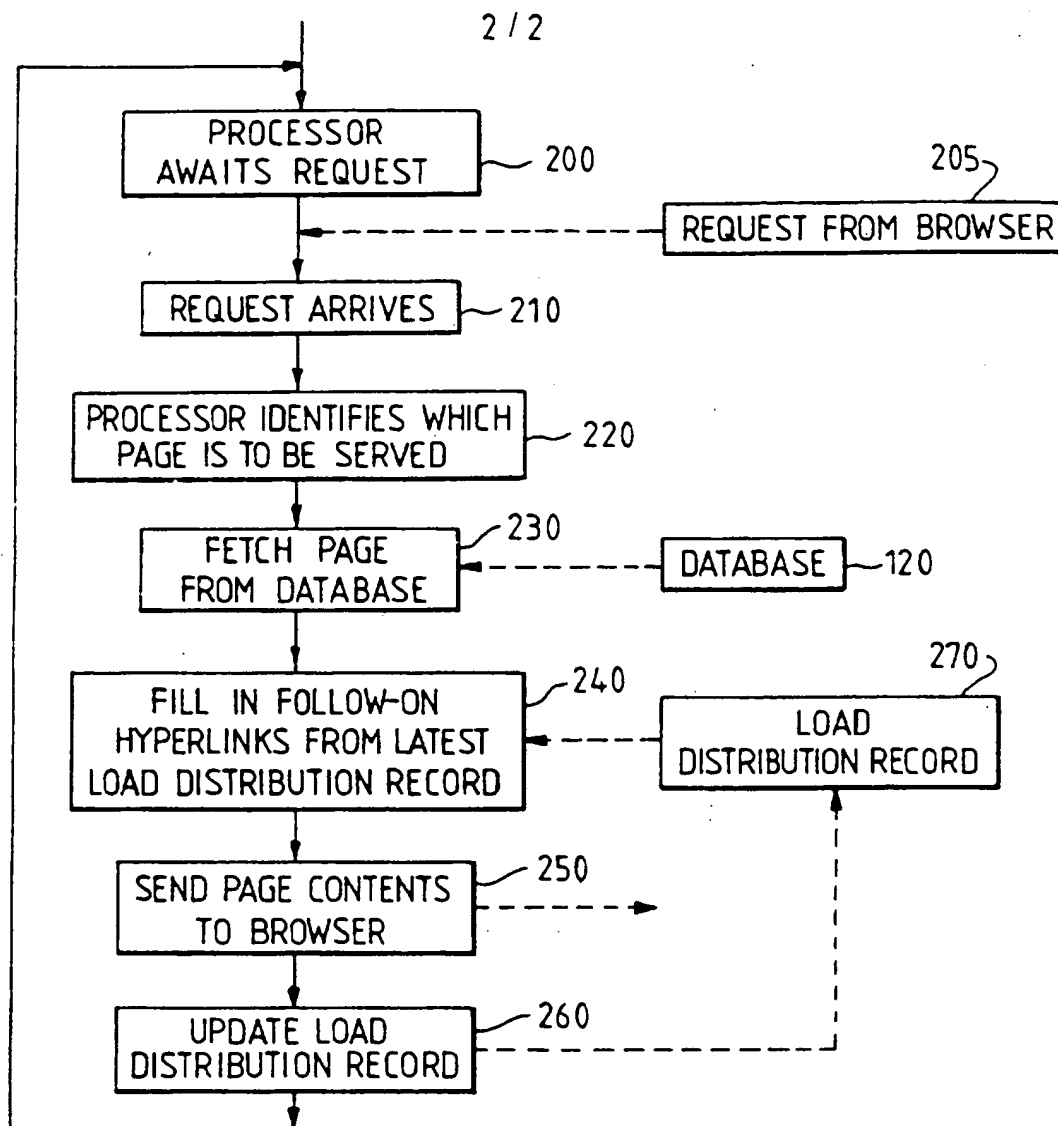 2/2
PROCESSOR
AWAITS REQUEST
200
205
REQUEST FROM BROWSER
REQUEST ARRIVES
210
PROCESSOR IDENTIFIES WHICH
PAGE IS TO BE SERVED
220
230
FETCH PAGE
FROM DATABASE
DATABASE
120
240
FILL IN FOLLOW-ON
HYPERLINKS FROM LATEST
LOAD DISTRIBUTION RECORD
270
LOAD
DISTRIBUTION RECORD
250
SEND PAGE CONTENTS
TO BROWSER
260
UPDATE LOAD
DISTRIBUTION RECORD